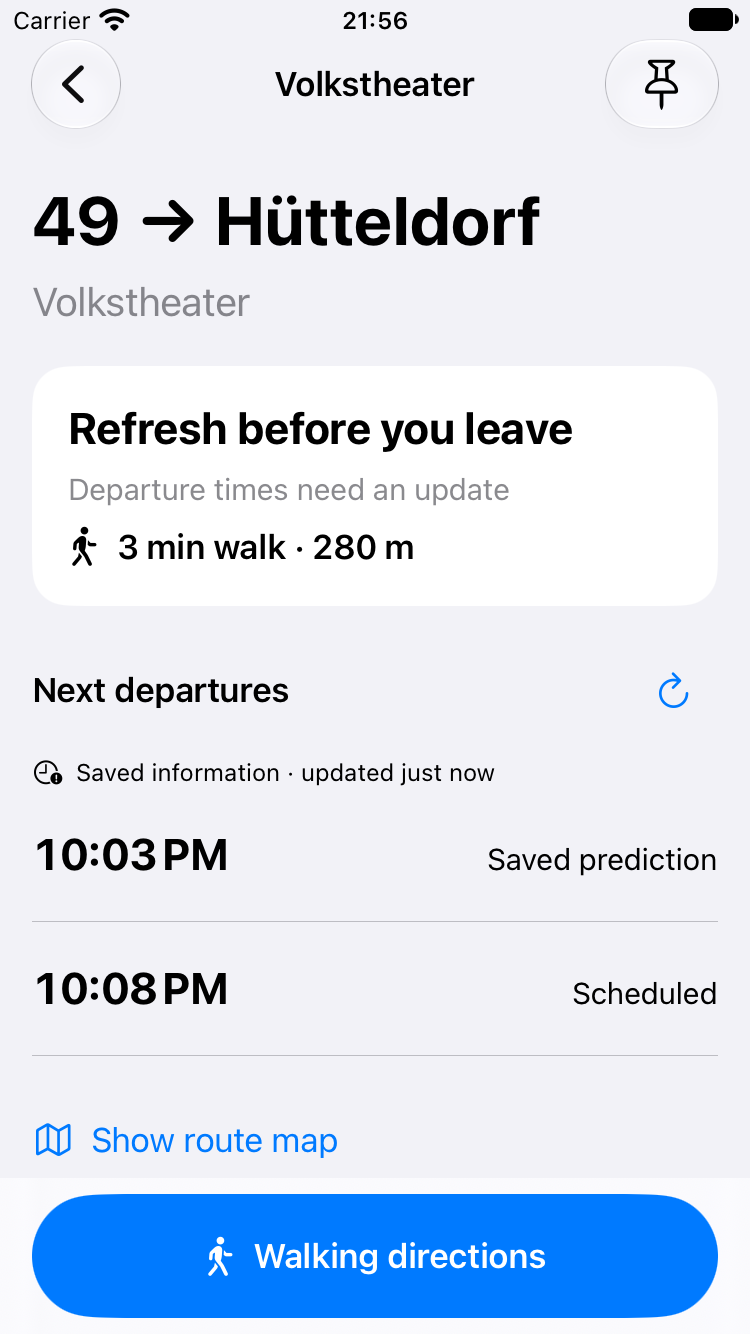 Carrier 21:56
Volkstheater
49 → Hütteldorf
Volkstheater
Refresh before you leave
Departure times need an update
3 min walk · 280 m
Next departures
Saved information · updated just now
10:03 PM Saved prediction
10:08 PM Scheduled
Show route map
Walking directions